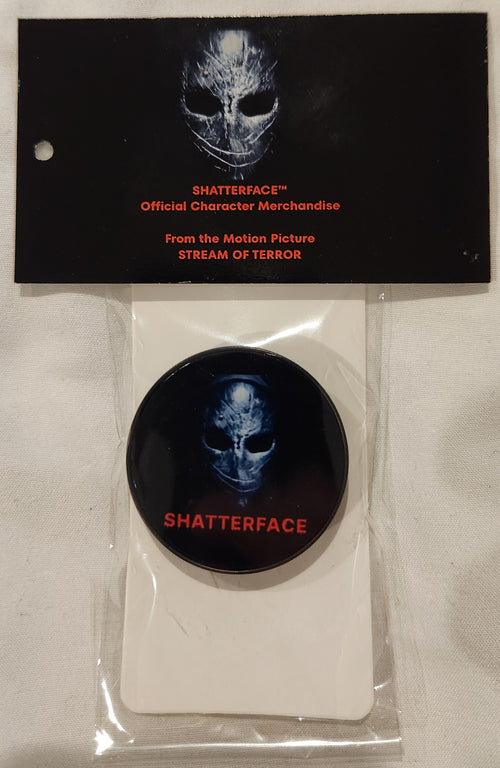 SHATTERFACE™
Official Character Merchandise
From the Motion Picture
STREAM OF TERROR
SHATTERFACE